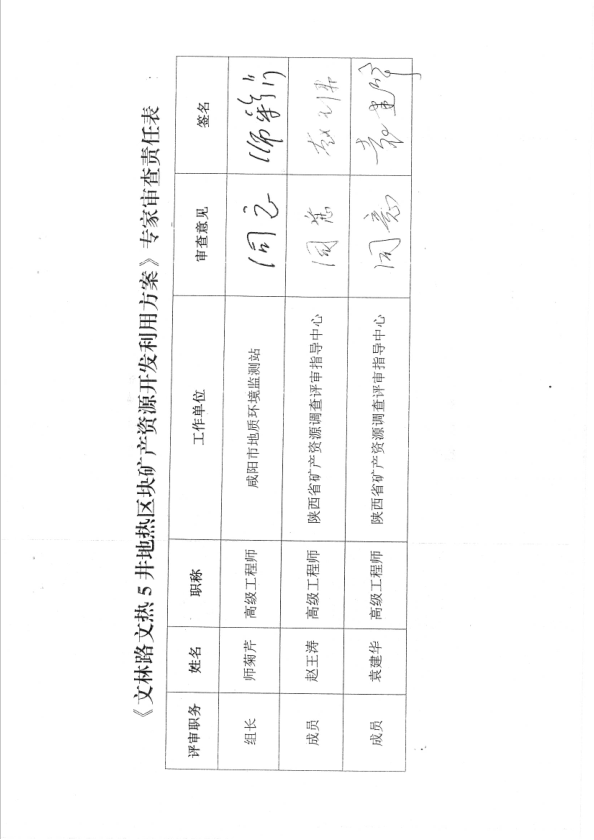 《文林路文热5井地热区块矿产资源开发利用方案》专家审查责任表
评审职务 姓名 职称 工作单位 审查意见 签名
组长 师菊芹 高级工程师 咸阳市地质环境监测站 同意 师菊芹
成员 赵王涛 高级工程师 陕西省矿产资源调查评审指导中心 同意
成员 袁建华 高级工程师 陕西省矿产资源调查评审指导中心 同意 袁建华